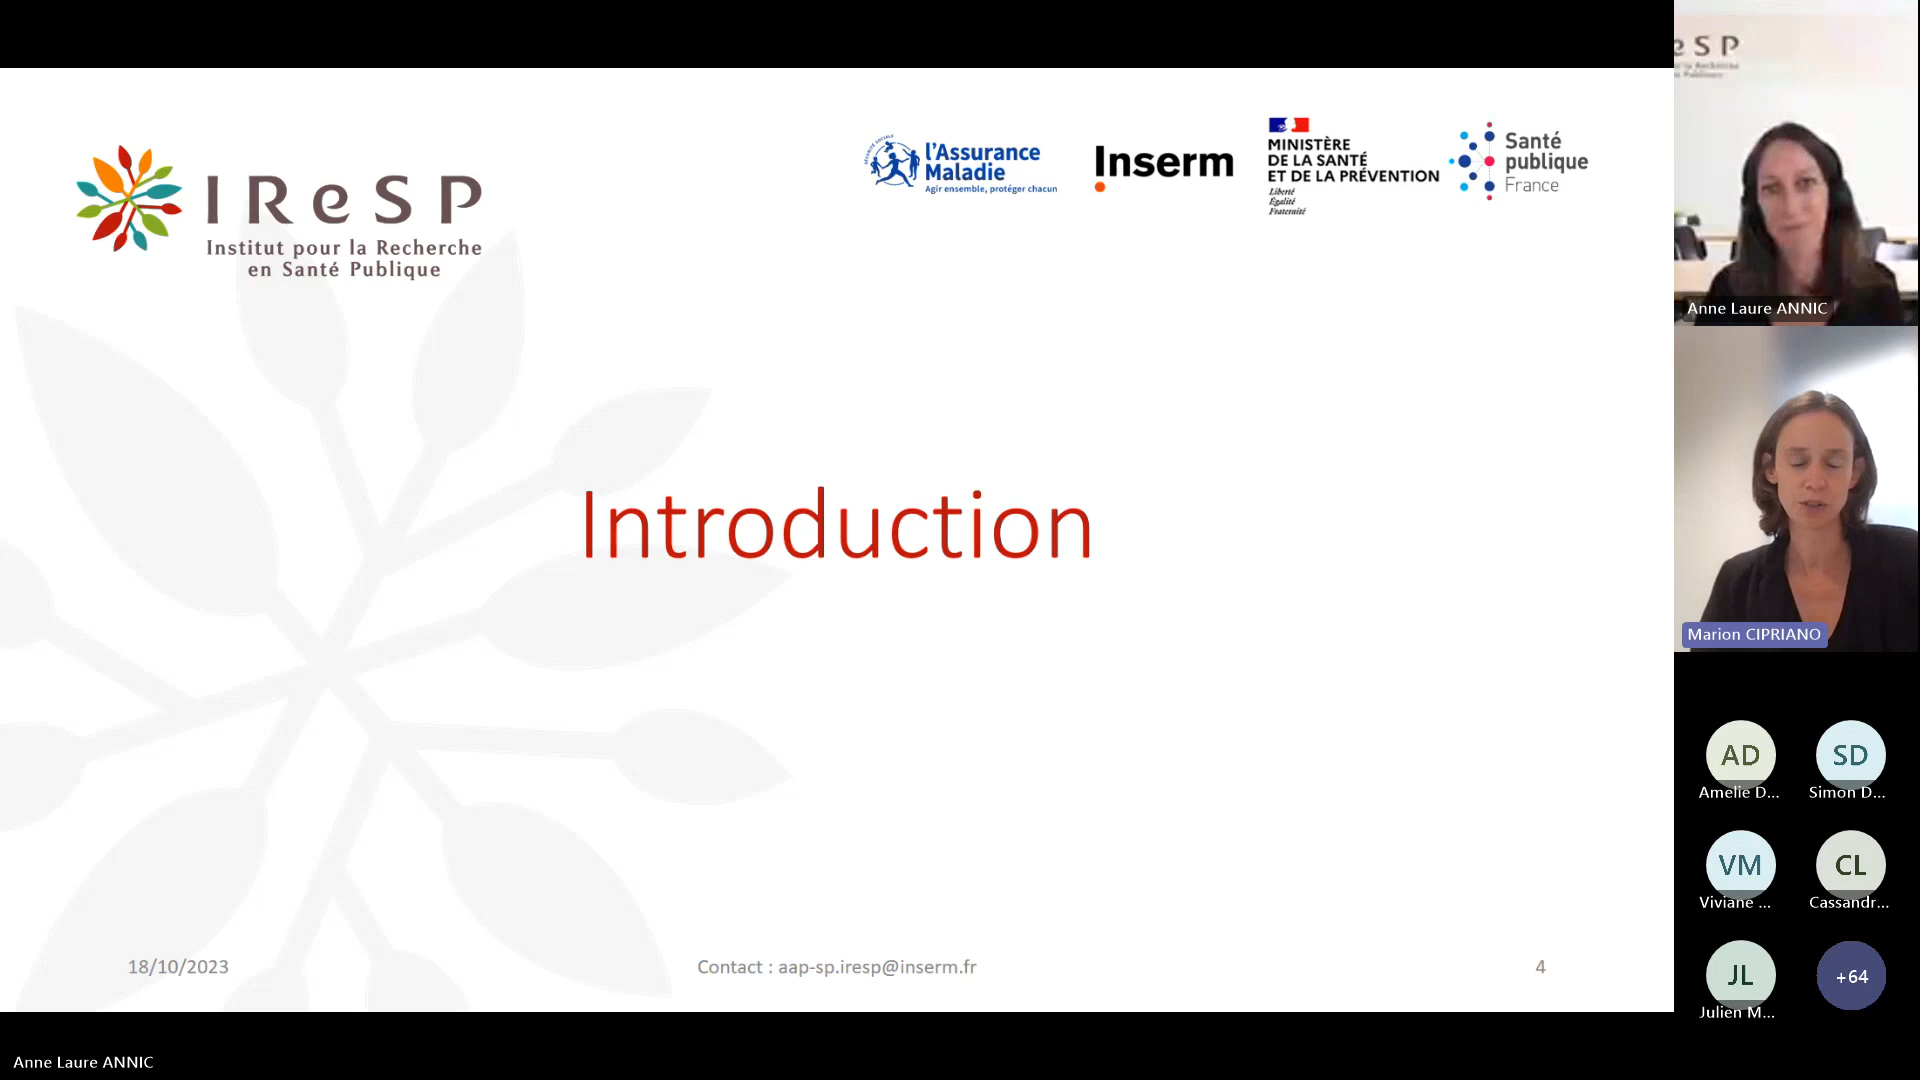 IReSP
Institut pour la Recherche
en Santé Publique
SÉCURITÉ SOCIALE
l'Assurance
Maladie
Agir ensemble, protéger chacun
Inserm
MINISTÈRE
DE LA SANTÉ
ET DE LA PRÉVENTION
Liberté
Égalité
Fraternité
Santé
publique
France
Introduction
18/10/2023
Contact : aap-sp.iresp@inserm.fr
4
e S P
Anne Laure ANNIC
Marion CIPRIANO
AD
Amelie D...
SD
Simon D...
VM
Viviane ...
CL
Cassandr...
JL
Julien M...
+64
Anne Laure ANNIC